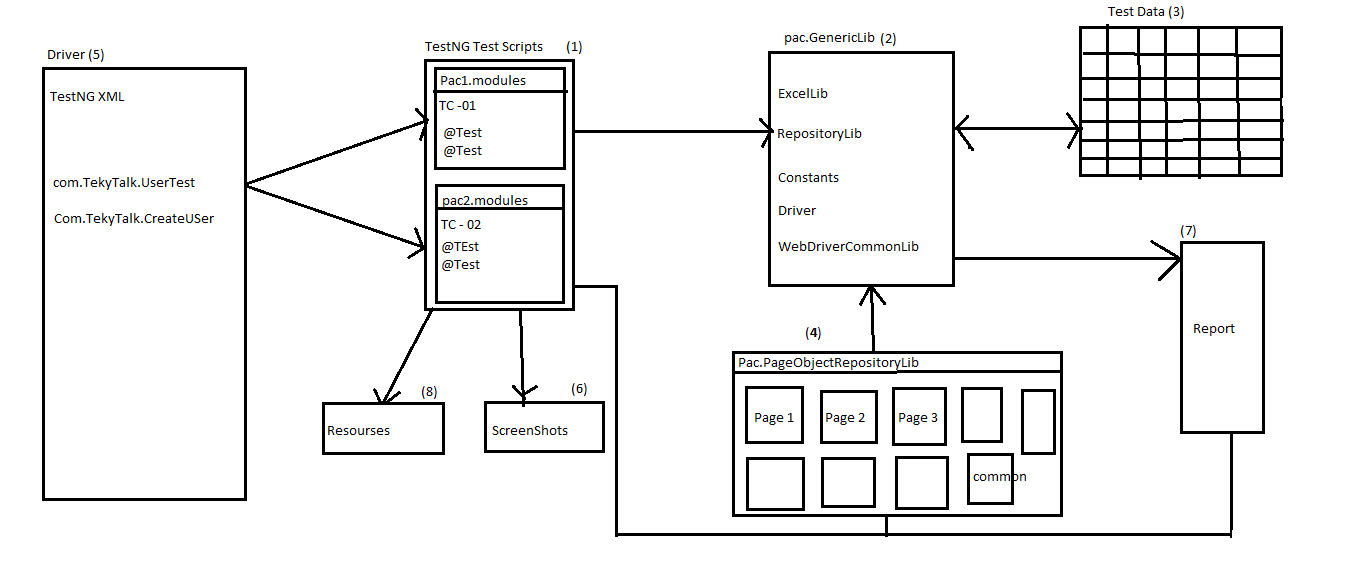 Driver (5)
TestNG XML
com.TekyTalk.UserTest
Com.TekyTalk.CreateUSer
TestNG Test Scripts (1)
Pac1.modules
TC -01
@Test
@Test
pac2.modules
TC - 02
@TEst
@Test
(8)
Resourses
(6)
ScreenShots
pac.GenericLib (2)
ExcelLib
RepositoryLib
Constants
Driver
WebDriverCommonLib
Test Data (3)
(4)
Pac.PageObjectRepositoryLib
Page 1
Page 2
Page 3
common
(7)
Report